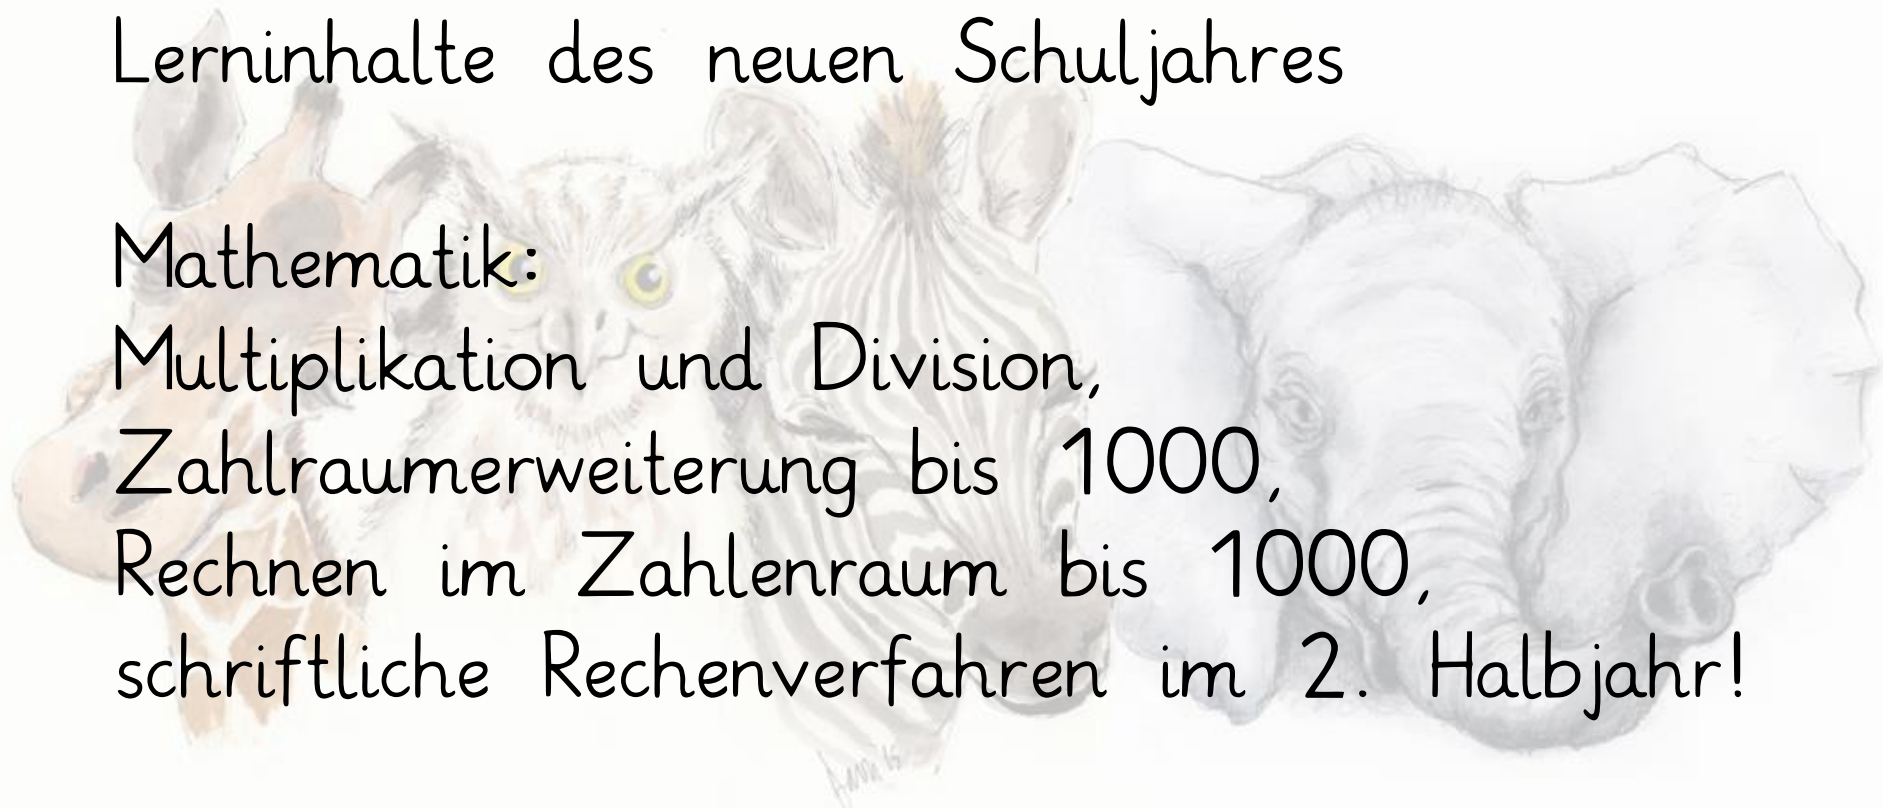 Lerninhalte des neuen Schuljahres
Mathematik:
Multiplikation und Division,
Zahlraumerweiterung bis 1000,
Rechnen im Zahlenraum bis 1000,
schriftliche Rechenverfahren im 2. Halbjahr!